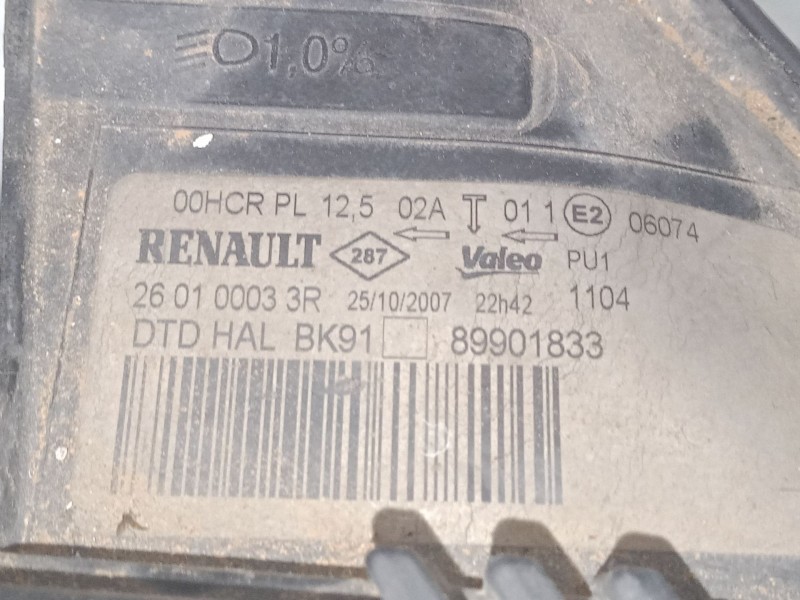 1,0%
00HCR PL 12,5 02A T 01 1 E2 06074
RENAULT 287 Valeo PU1
26 01 0003 3R 25/10/2007 22h42 1104
DTD HAL BK91 89901833